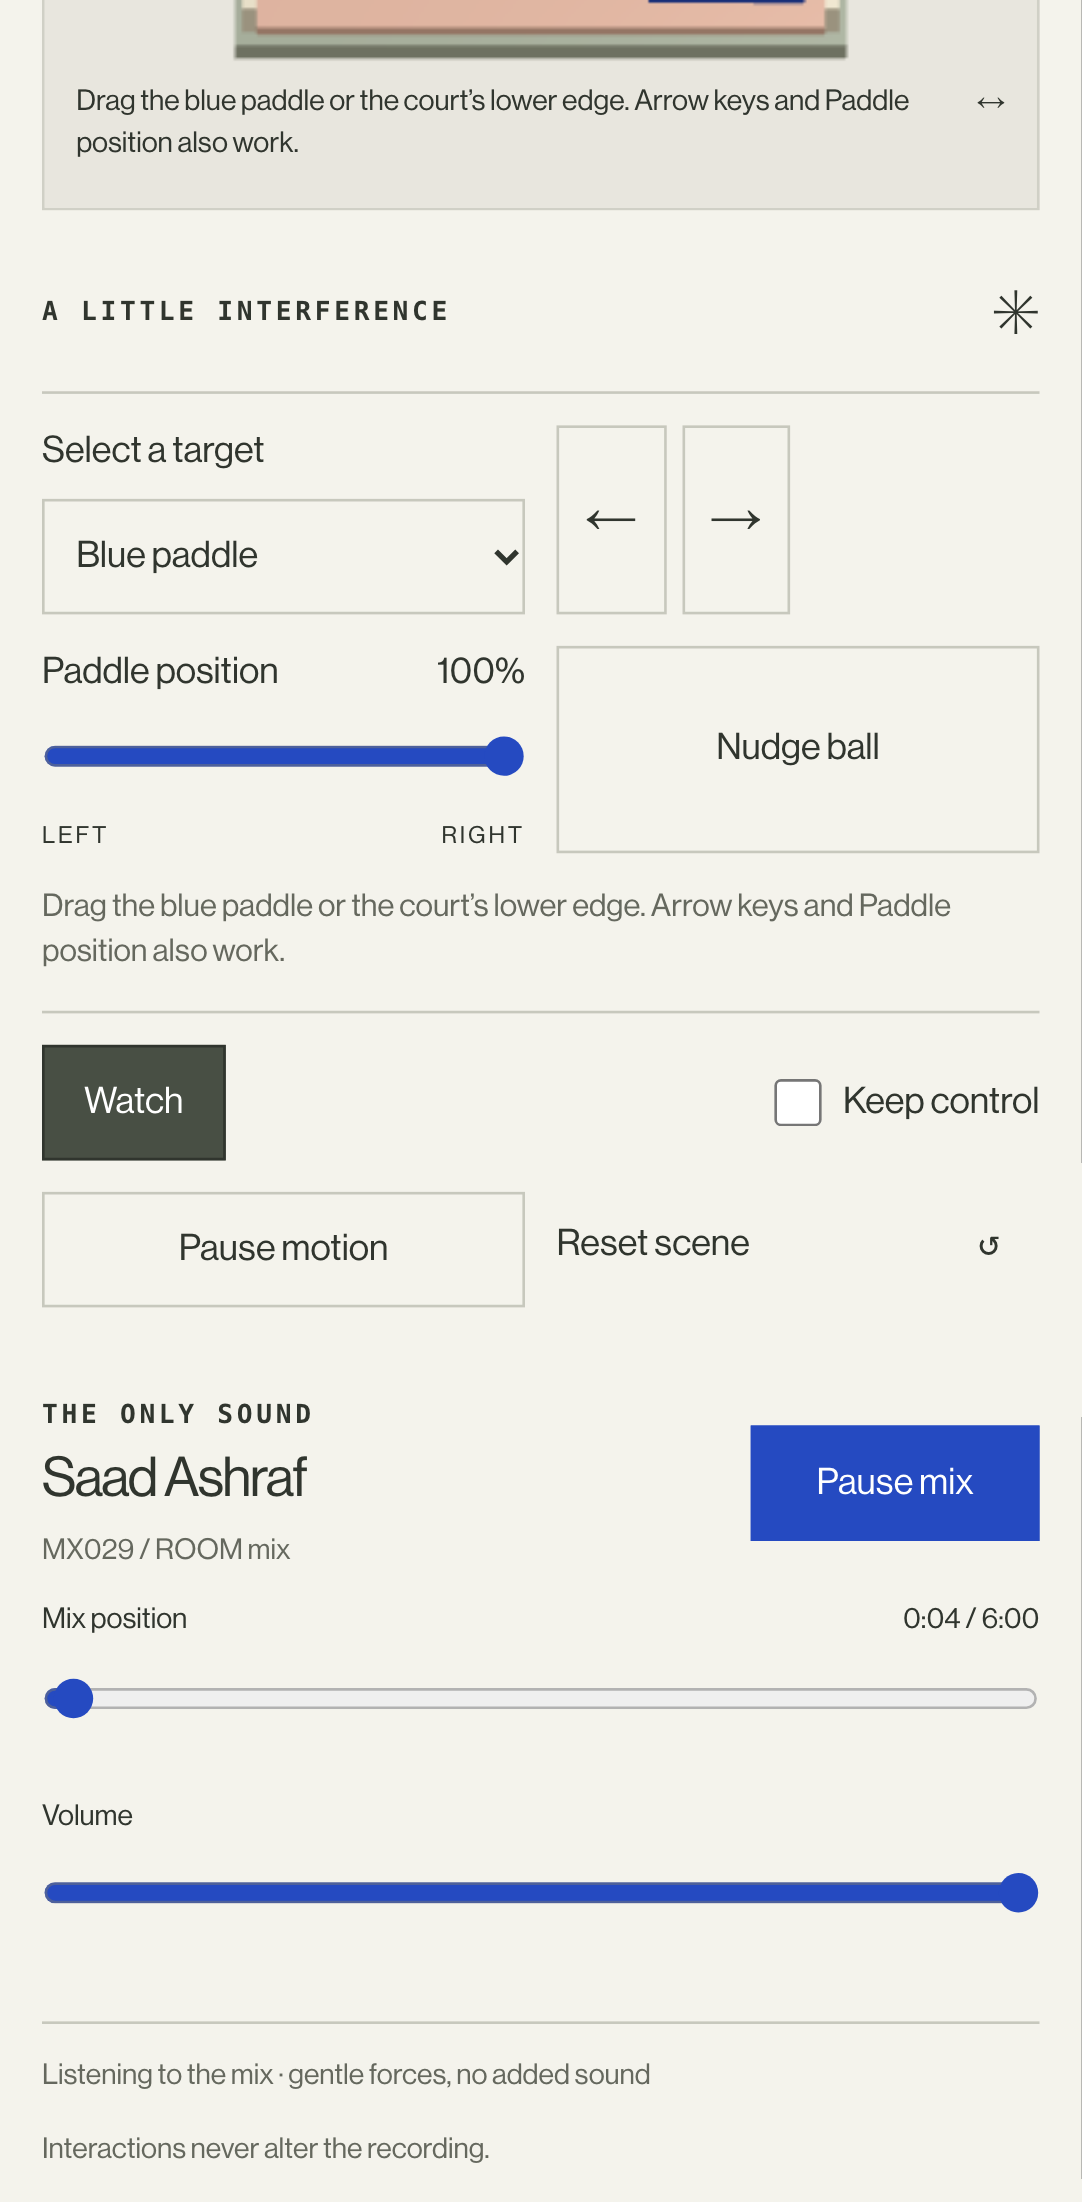 Drag the blue paddle or the court’s lower edge. Arrow keys and Paddle ↔
position also work.
A LITTLE INTERFERENCE
Select a target
Blue paddle
← →
Paddle position 100%
Nudge ball
LEFT RIGHT
Drag the blue paddle or the court’s lower edge. Arrow keys and Paddle
position also work.
Watch
Keep control
Pause motion
Reset scene ↺
THE ONLY SOUND
Saad Ashraf
Pause mix
MX029 / ROOM mix
Mix position 0:04 / 6:00
Volume
Listening to the mix · gentle forces, no added sound
Interactions never alter the recording.